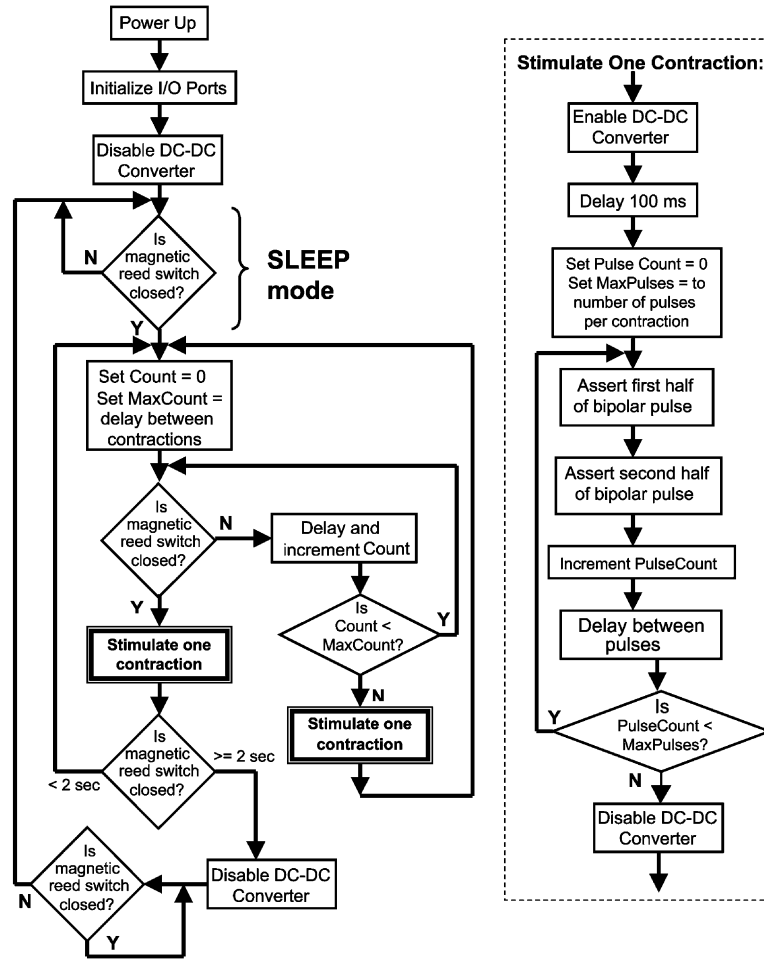 Power Up
Initialize I/O Ports
Disable DC-DC
Converter
Is
magnetic
reed switch
closed?
N
Y
SLEEP
mode
Set Count = 0
Set MaxCount =
delay between
contractions
Is
magnetic
reed switch
closed?
N
Y
Delay and
increment Count
Is
Count <
MaxCount?
Y
N
Stimulate one
contraction
Stimulate one
contraction
Is
magnetic
reed switch
closed?
< 2 sec
>= 2 sec
Disable DC-DC
Converter
Is
magnetic
reed switch
closed?
N
Y
Stimulate One Contraction:
Enable DC-DC
Converter
Delay 100 ms
Set Pulse Count = 0
Set MaxPulses = to
number of pulses
per contraction
Assert first half
of bipolar pulse
Assert second half
of bipolar pulse
Increment PulseCount
Delay between
pulses
Is
PulseCount <
MaxPulses?
Y
N
Disable DC-DC
Converter